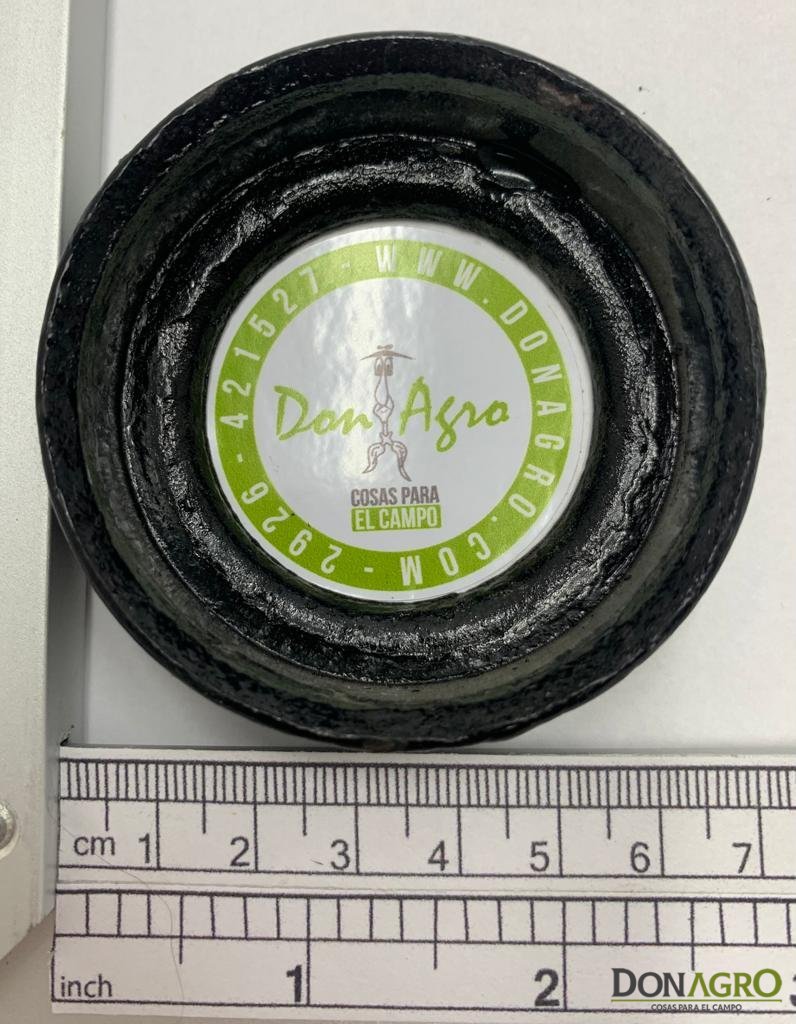 2926-421527 - WWW.DONAGRO.COM -
Don Agro
COSAS PARA
EL CAMPO
cm 1 2 3 4 5 6 7
inch 1 2
DONAGRO
COSAS PARA EL CAMPO